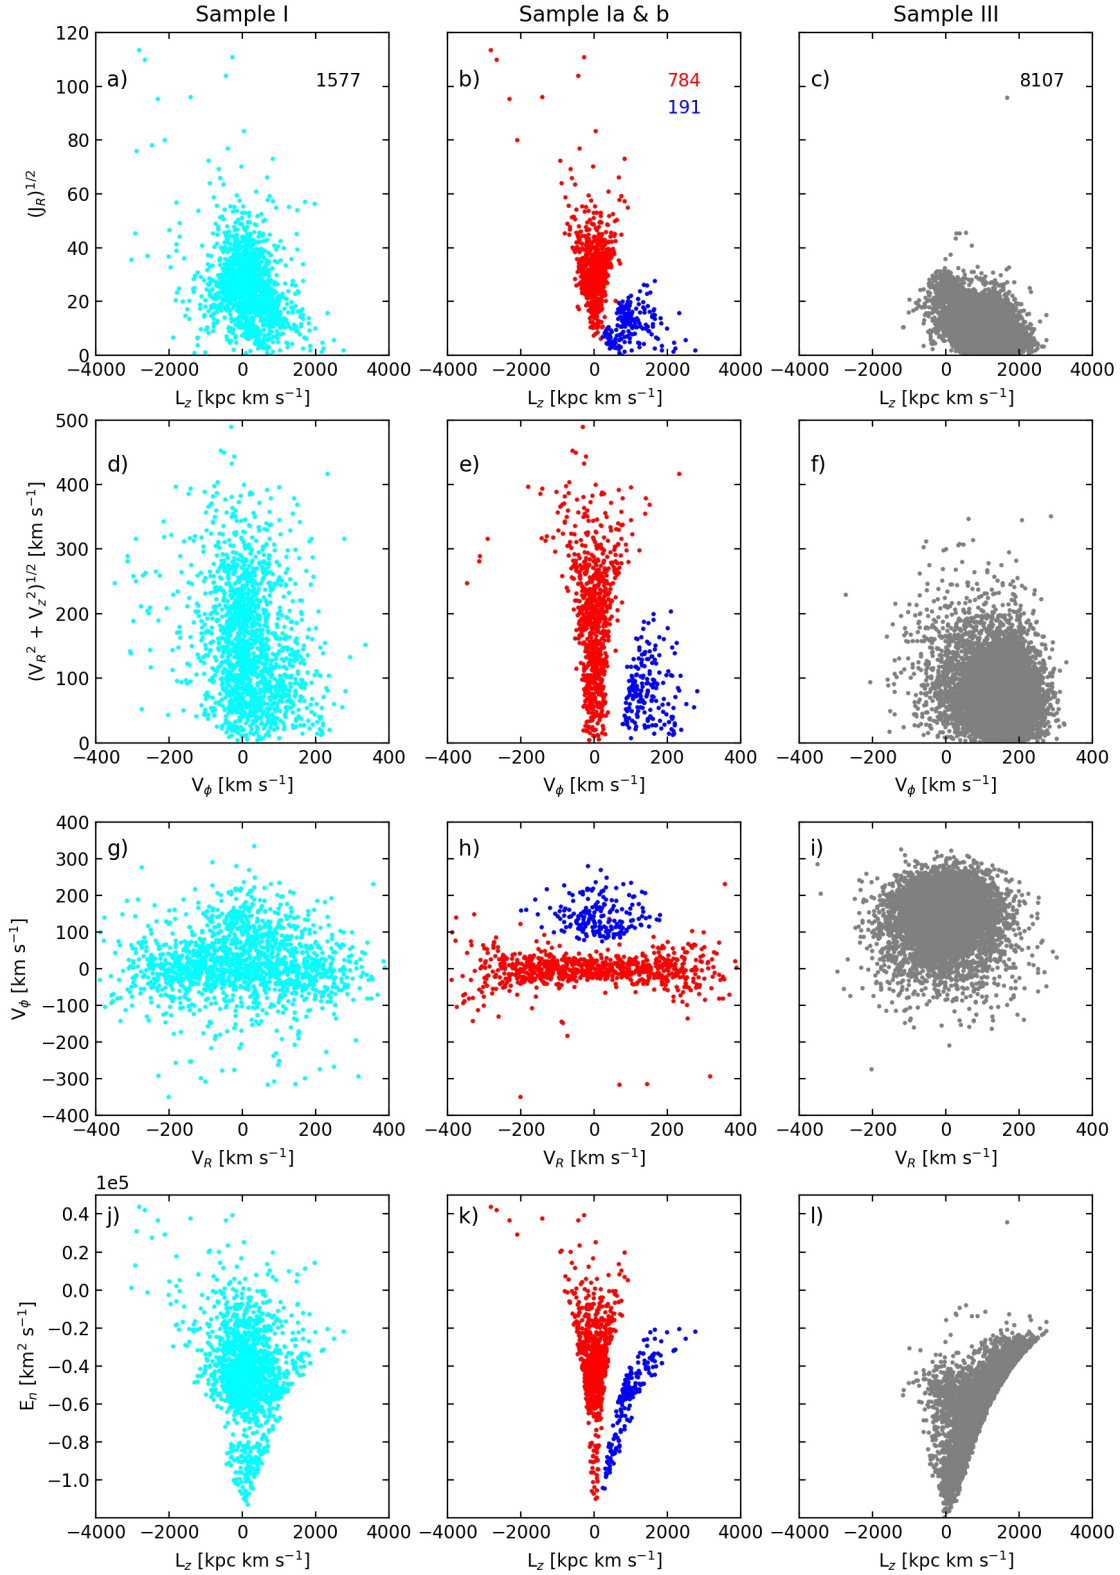 Sample I Sample Ia & b Sample III
120
100
80
60
40
20
0
(J_R)^1/2
a) 1577
b) 784
191
c) 8107
−4000 −2000 0 2000 4000 −4000 −2000 0 2000 4000 −4000 −2000 0 2000 4000
L_z [kpc km s⁻¹] L_z [kpc km s⁻¹] L_z [kpc km s⁻¹]
500
400
300
200
100
0
(V_R² + V_z²)^1/2 [km s⁻¹]
d) e) f)
−400 −200 0 200 400 −400 −200 0 200 400 −400 −200 0 200 400
V_ϕ [km s⁻¹] V_ϕ [km s⁻¹] V_ϕ [km s⁻¹]
400
300
200
100
0
−100
−200
−300
−400
V_ϕ [km s⁻¹]
g) h) i)
−400 −200 0 200 400 −400 −200 0 200 400 −400 −200 0 200 400
V_R [km s⁻¹] V_R [km s⁻¹] V_R [km s⁻¹]
1e5
0.4
0.2
0.0
−0.2
−0.4
−0.6
−0.8
−1.0
E_n [km² s⁻¹]
j) k) l)
−4000 −2000 0 2000 4000 −4000 −2000 0 2000 4000 −4000 −2000 0 2000 4000
L_z [kpc km s⁻¹] L_z [kpc km s⁻¹] L_z [kpc km s⁻¹]